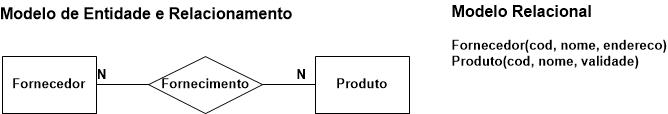 Modelo de Entidade e Relacionamento
Fornecedor
N
Fornecimento
N
Produto
Modelo Relacional
Fornecedor(cod, nome, endereco)
Produto(cod, nome, validade)